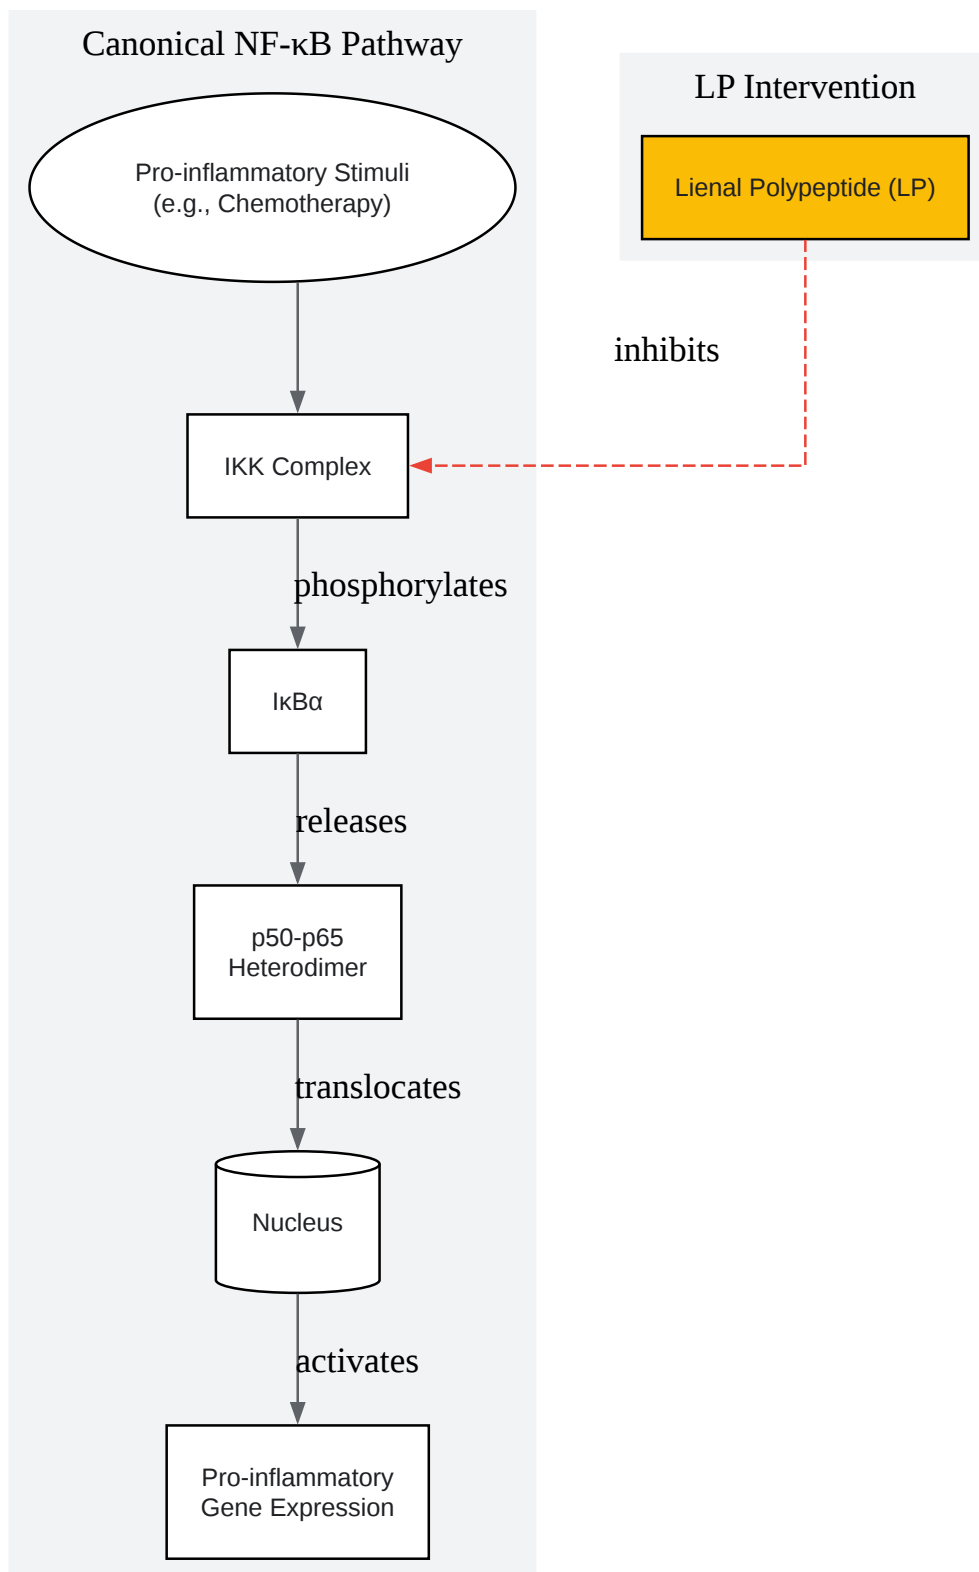 Canonical NF-κB Pathway
LP Intervention
Pro-inflammatory Stimuli
(e.g., Chemotherapy)
Lienal Polypeptide (LP)
inhibits
IKK Complex
phosphorylates
IκBα
releases
p50-p65
Heterodimer
translocates
Nucleus
activates
Pro-inflammatory
Gene Expression